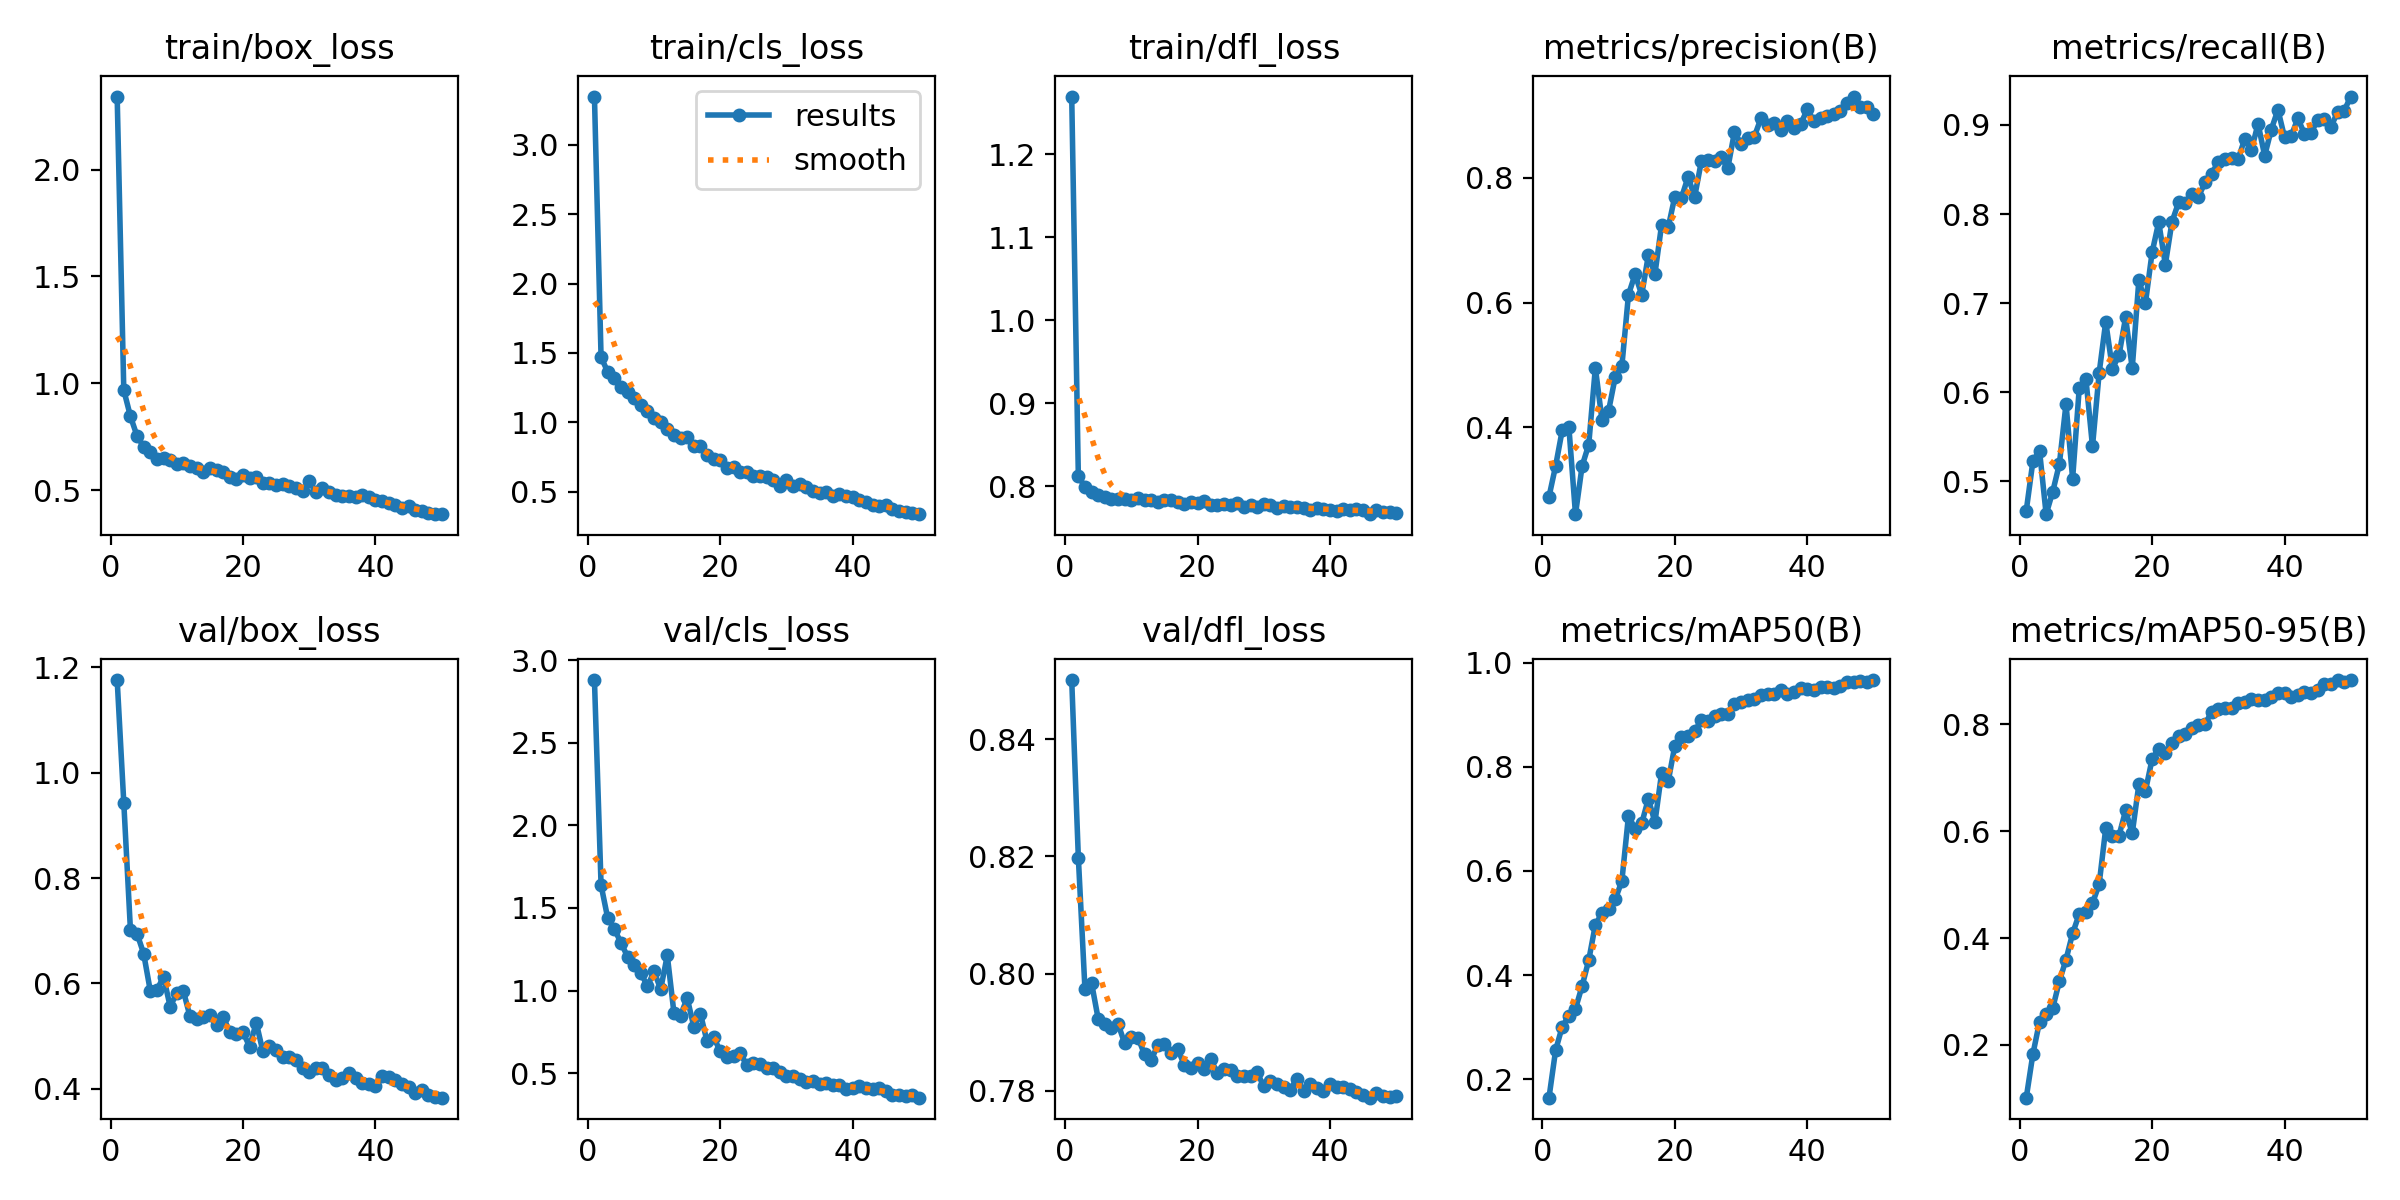 train/box_loss
2.0
1.5
1.0
0.5
0 20 40
train/cls_loss
results
smooth
3.0
2.5
2.0
1.5
1.0
0.5
0 20 40
train/dfl_loss
1.2
1.1
1.0
0.9
0.8
0 20 40
metrics/precision(B)
0.8
0.6
0.4
0 20 40
metrics/recall(B)
0.9
0.8
0.7
0.6
0.5
0 20 40
val/box_loss
1.2
1.0
0.8
0.6
0.4
0 20 40
val/cls_loss
3.0
2.5
2.0
1.5
1.0
0.5
0 20 40
val/dfl_loss
0.84
0.82
0.80
0.78
0 20 40
metrics/mAP50(B)
1.0
0.8
0.6
0.4
0.2
0 20 40
metrics/mAP50-95(B)
0.8
0.6
0.4
0.2
0 20 40